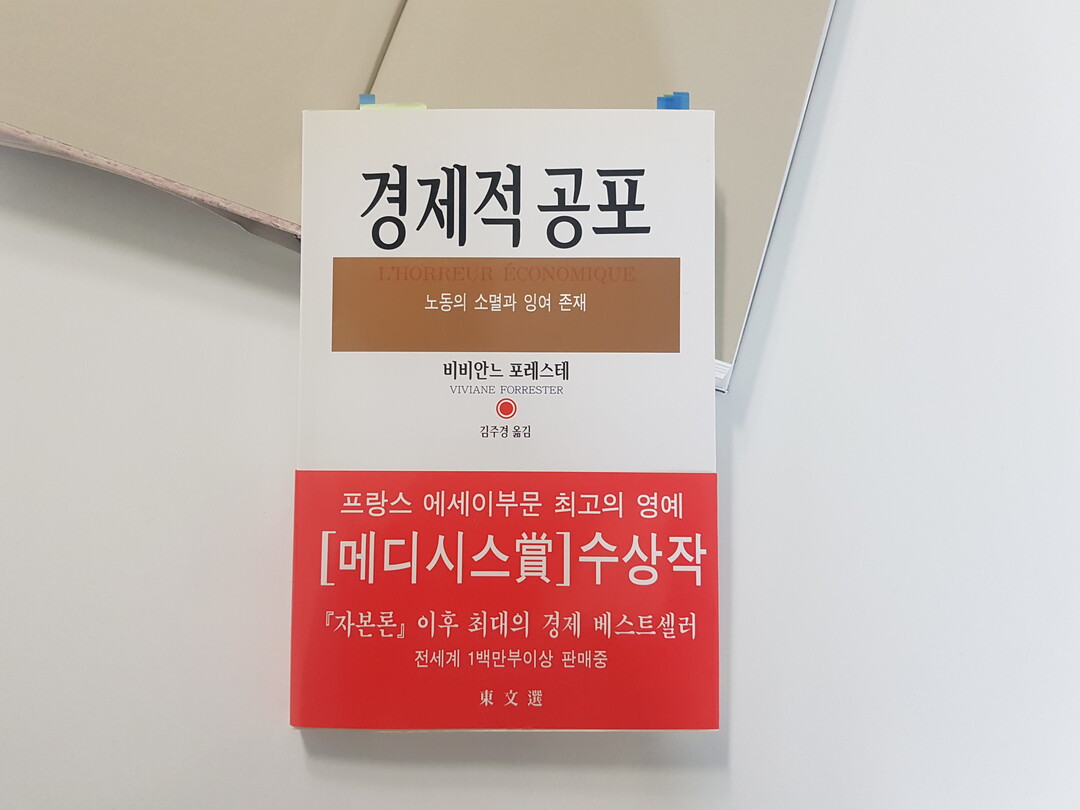 경제적 공포
L'HORREUR ÉCONOMIQUE
노동의 소멸과 잉여 존재
비비안느 포레스테
VIVIANE FORRESTER
김주경 옮김
프랑스 에세이부문 최고의 영예
[메디시스賞]수상작
『자본론』 이후 최대의 경제 베스트셀러
전세계 1백만부이상 판매중
東文選